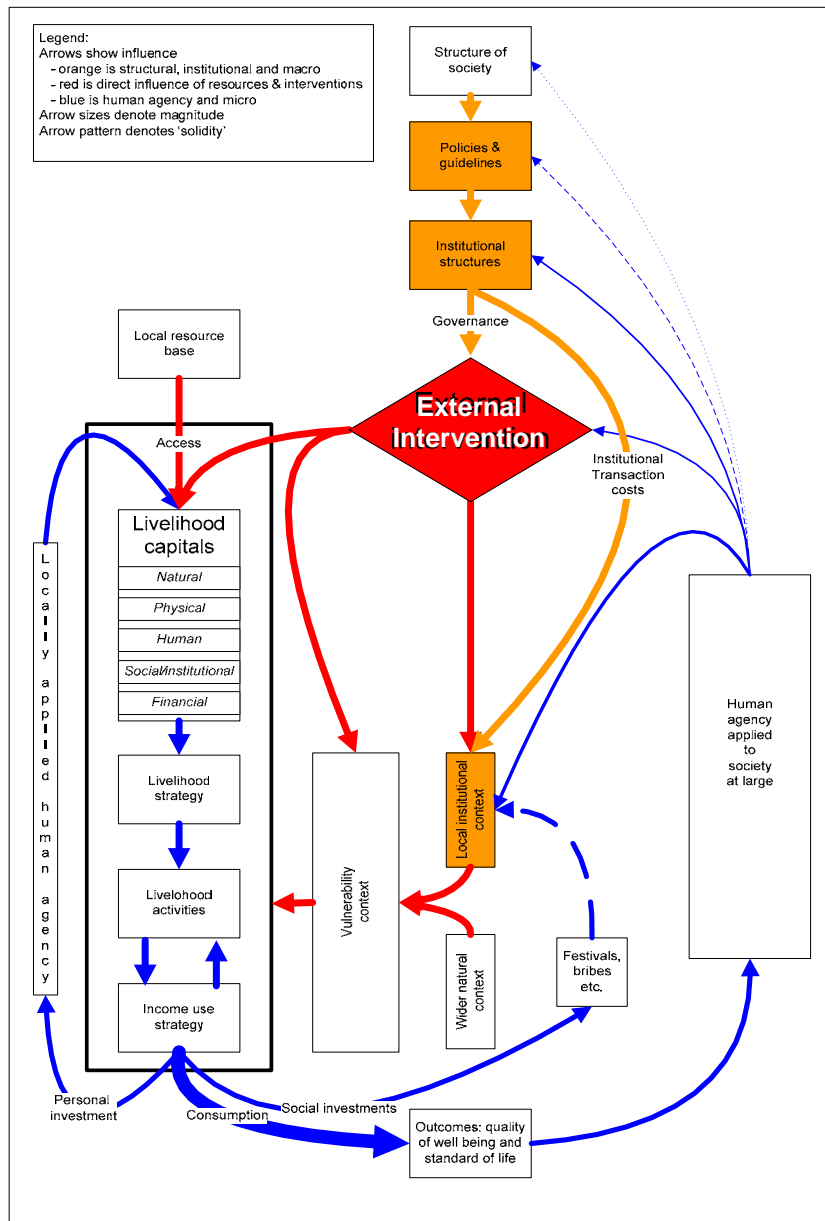 Legend:
Arrows show influence
- orange is structural, institutional and macro
- red is direct influence of resources & interventions
- blue is human agency and micro
Arrow sizes denote magnitude
Arrow pattern denotes 'solidity'
Structure of
society
Policies &
guidelines
Institutional
structures
Governance
Local resource
base
External
Intervention
Access
Institutional
Transaction
costs
Livelihood
capitals
Natural
Physical
Human
Social/institutional
Financial
Locally applied human agency
Livelihood
strategy
Livelohood
activities
Income use
strategy
Vulnerability
context
Local institutional
context
Wider natural
context
Festivals,
bribes
etc.
Human
agency
applied
to
society
at large
Personal
investment
Consumption
Social investments
Outcomes: quality
of well being and
standard of life